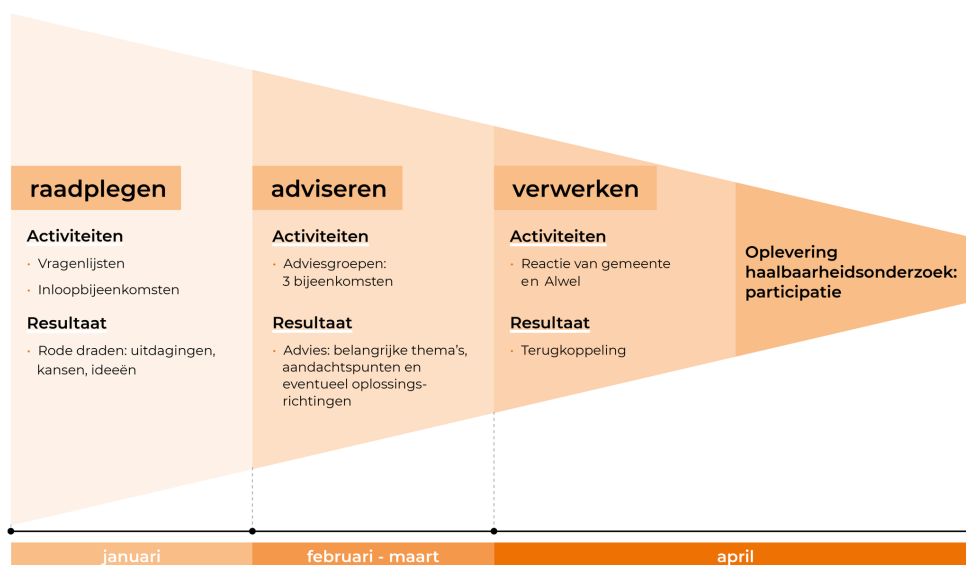 raadplegen
Activiteiten
· Vragenlijsten
· Inloopbijeenkomsten
Resultaat
· Rode draden: uitdagingen,
kansen, ideeën
adviseren
Activiteiten
· Adviesgroepen:
3 bijeenkomsten
Resultaat
· Advies: belangrijke thema’s,
aandachtspunten en
eventueel oplossings-
richtingen
verwerken
Activiteiten
· Reactie van gemeente
en Alwel
Resultaat
· Terugkoppeling
Oplevering
haalbaarheidsonderzoek:
participatie
januari
februari - maart
april